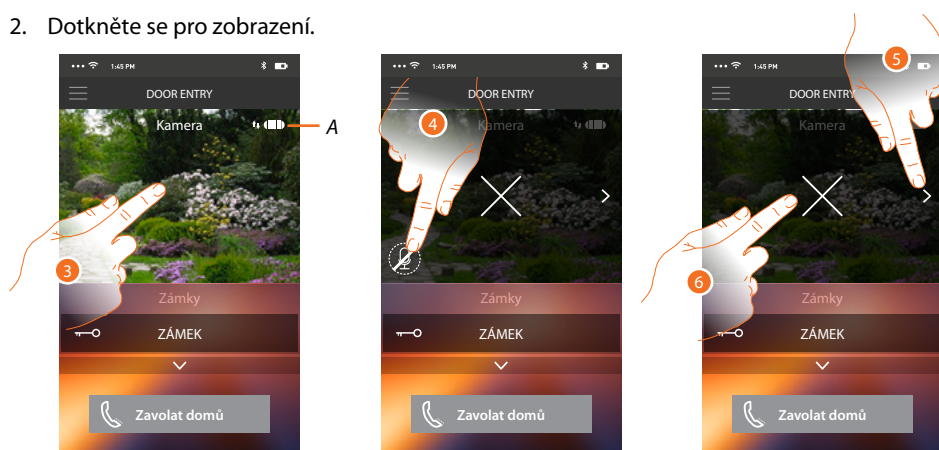 2. Dotkněte se pro zobrazení.
1:45 PM
DOOR ENTRY
Kamera
A
3
Zámky
ZÁMEK
Zavolat domů
1:45 PM
DOOR ENTRY
4
Kamera
Zámky
ZÁMEK
Zavolat domů
5
1:45 PM
DOOR ENTRY
Kamera
6
Zámky
ZÁMEK
Zavolat domů